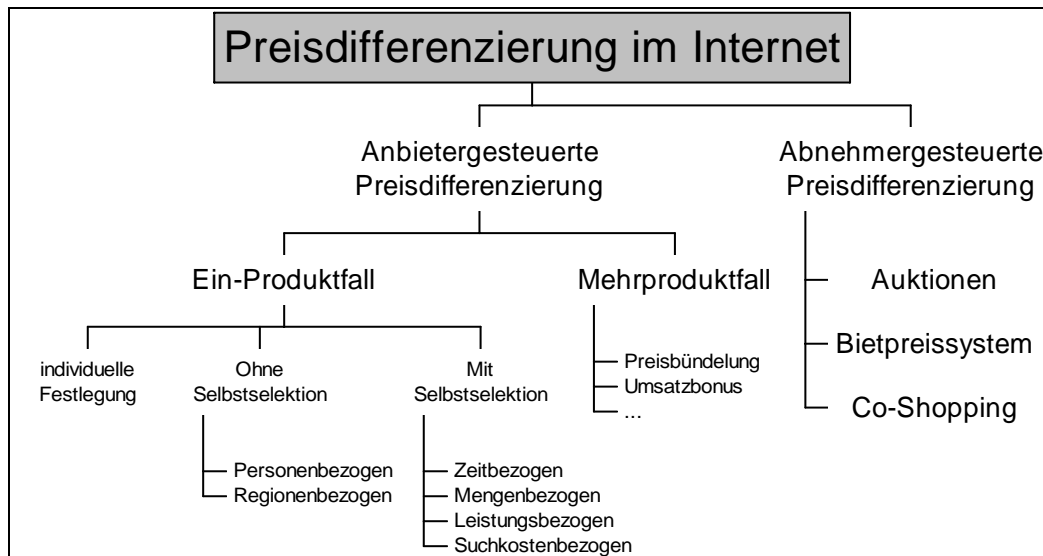 Preisdifferenzierung im Internet
Anbietergesteuerte
Preisdifferenzierung
Abnehmergesteuerte
Preisdifferenzierung
Ein-Produktfall
Mehrproduktfall
Auktionen
Bietpreissystem
Co-Shopping
individuelle
Festlegung
Ohne
Selbstselektion
Mit
Selbstselektion
Preisbündelung
Umsatzbonus
...
Personenbezogen
Regionenbezogen
Zeitbezogen
Mengenbezogen
Leistungsbezogen
Suchkostenbezogen